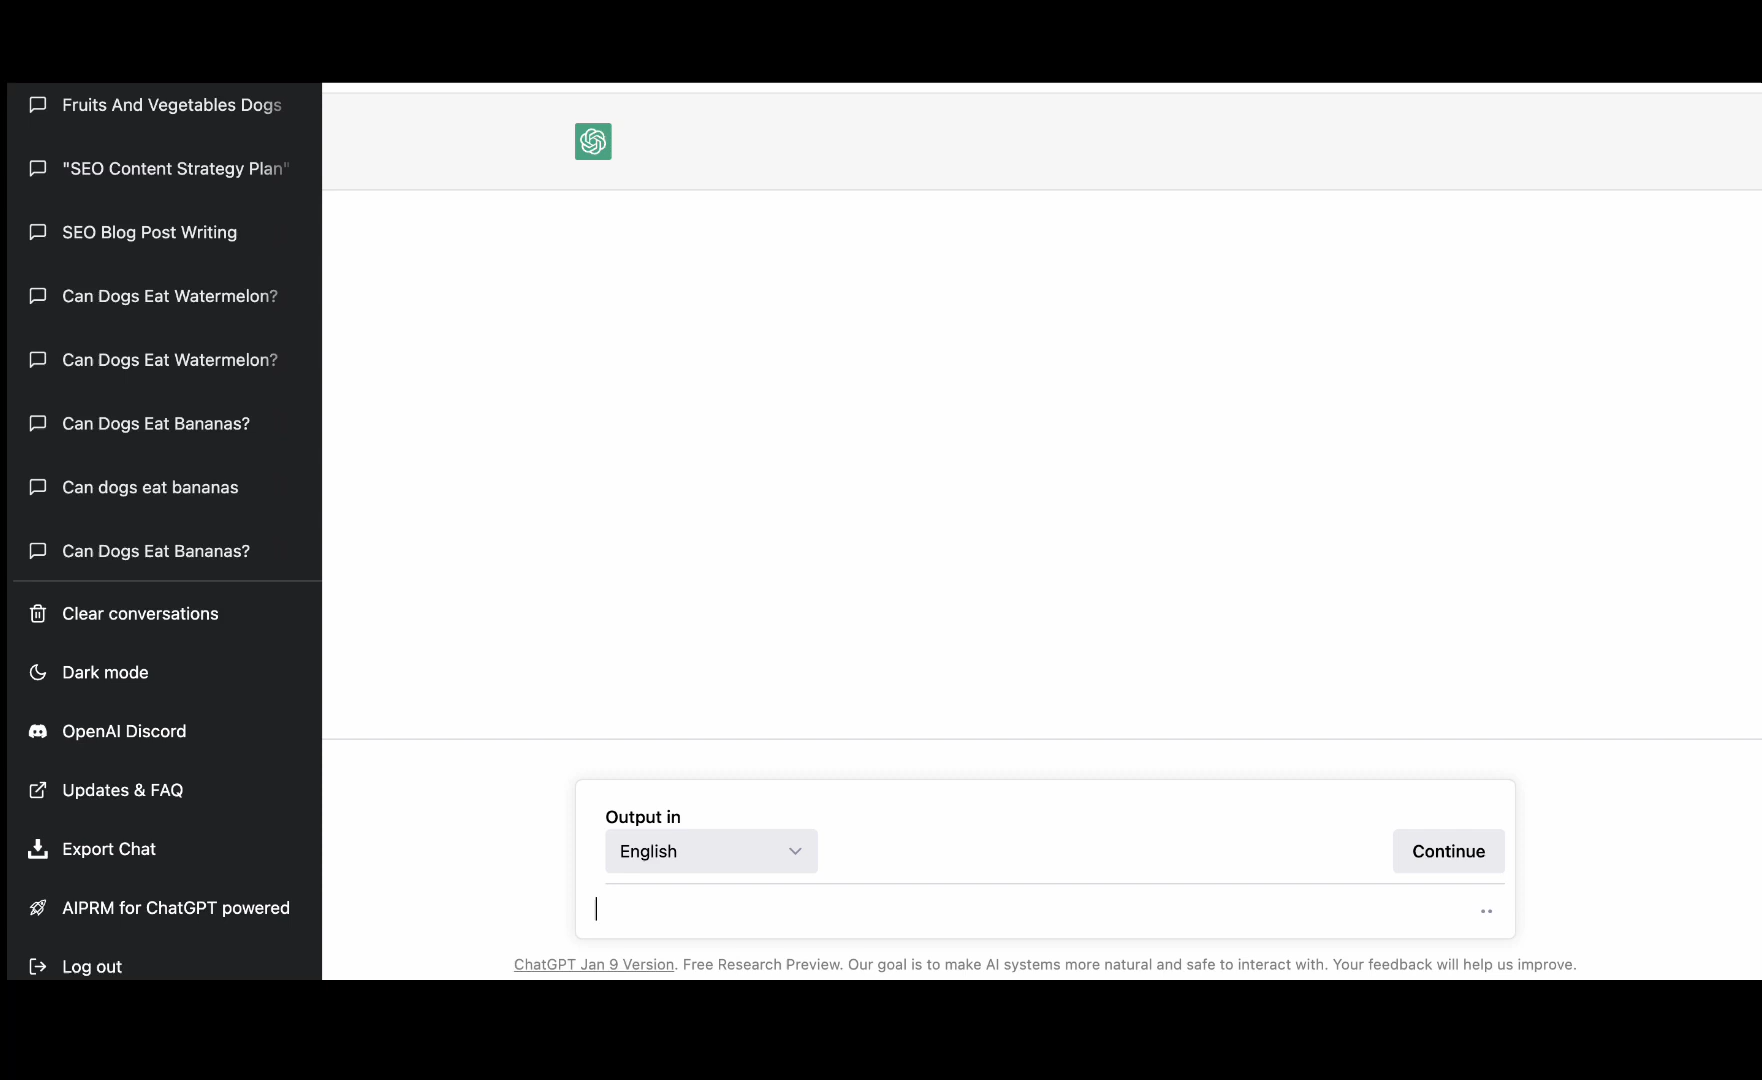 Fruits And Vegetables Dogs
"SEO Content Strategy Plan"
SEO Blog Post Writing
Can Dogs Eat Watermelon?
Can Dogs Eat Watermelon?
Can Dogs Eat Bananas?
Can dogs eat bananas
Can Dogs Eat Bananas?
Clear conversations
Dark mode
OpenAI Discord
Updates & FAQ
Export Chat
AIPRM for ChatGPT powered
Log out
Output in
English
Continue
ChatGPT Jan 9 Version. Free Research Preview. Our goal is to make AI systems more natural and safe to interact with. Your feedback will help us improve.